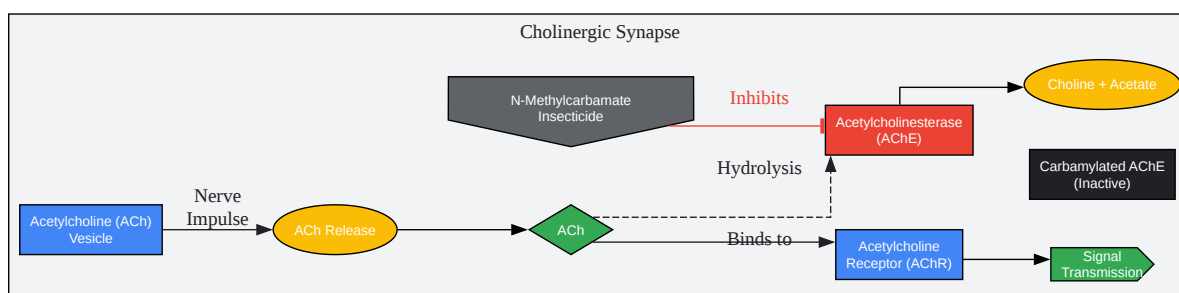 Cholinergic Synapse
N-Methylcarbamate
Insecticide
Inhibits
Acetylcholinesterase
(AChE)
Choline + Acetate
Hydrolysis
Carbamylated AChE
(Inactive)
Acetylcholine (ACh)
Vesicle
Nerve
Impulse
ACh Release
ACh
Binds to
Acetylcholine
Receptor (AChR)
Signal
Transmission